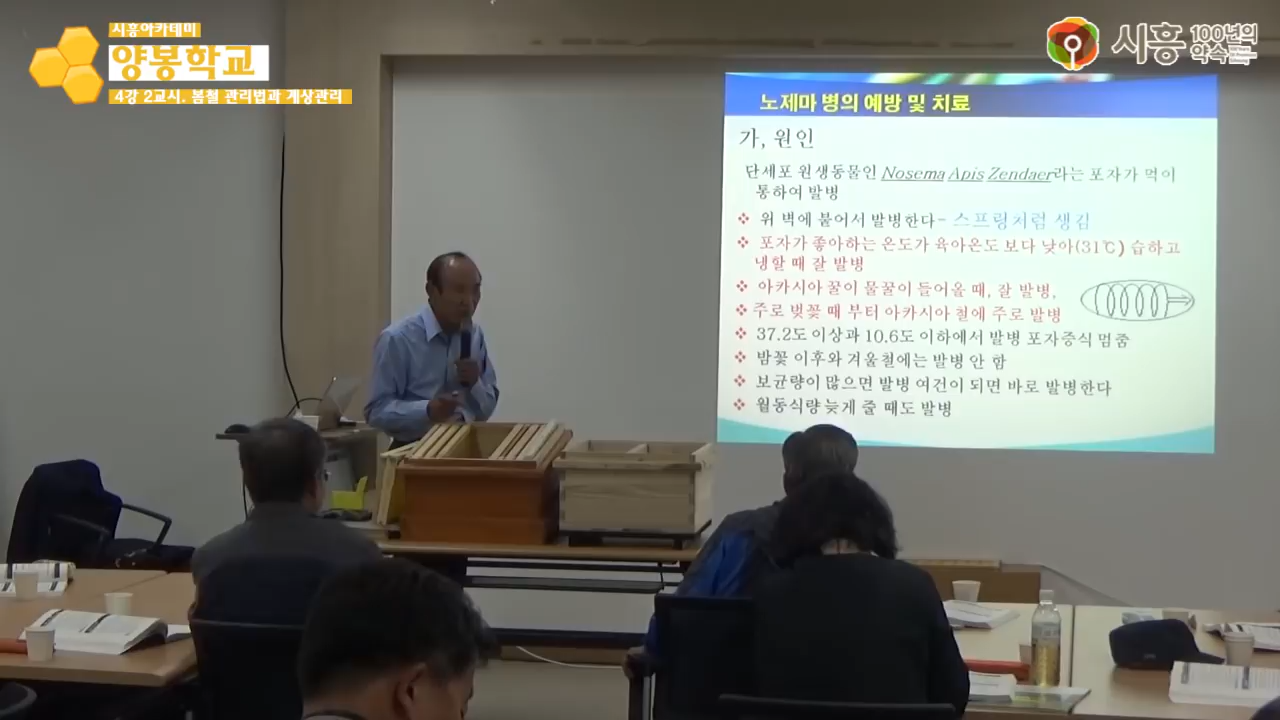 시흥아카데미
양봉학교
4강 2교시. 봄철 관리법과 계상관리
시흥 100년의
약속
노제마 병의 예방 및 치료
가, 원인
단세포 원생동물인 Nosema Apis Zendaer라는 포자가 먹이
통하여 발병
❖ 위 벽에 붙어서 발병한다- 스프링처럼 생김
❖ 포자가 좋아하는 온도가 육아온도 보다 낮아(31℃) 습하고
냉할 때 잘 발병
❖ 아카시아 꿀이 물꿀이 들어올 때, 잘 발병,
❖ 주로 벚꽃 때 부터 아카시아 철에 주로 발병
❖ 37.2도 이상과 10.6도 이하에서 발병 포자증식 멈춤
❖ 밤꽃 이후와 겨울철에는 발병 안 함
❖ 보균량이 많으면 발병 여건이 되면 바로 발병한다
❖ 월동식량 늦게 줄 때도 발병